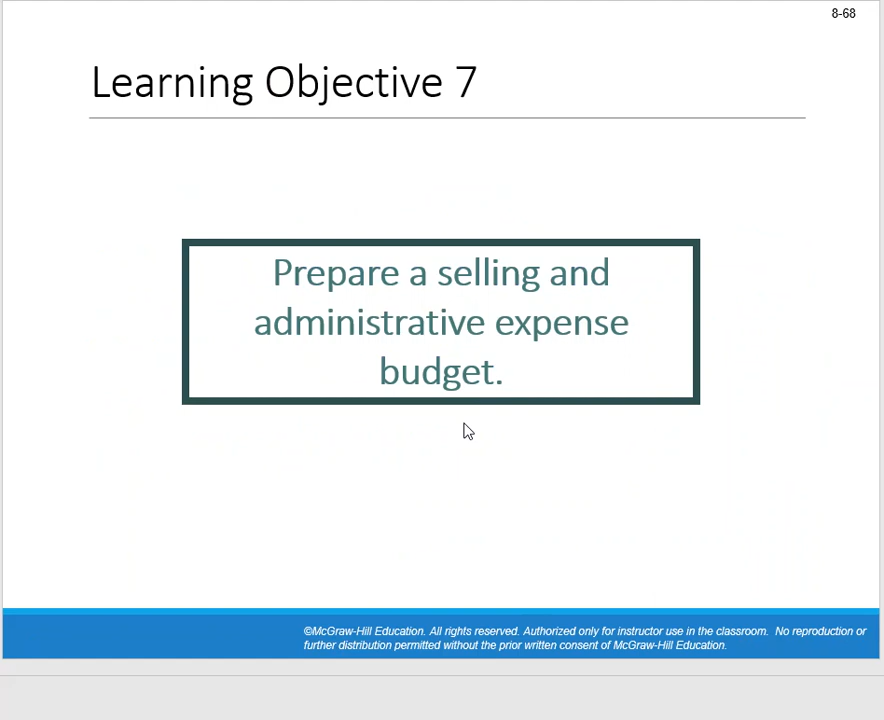 8-68
Learning Objective 7
Prepare a selling and
administrative expense
budget.
©McGraw-Hill Education. All rights reserved. Authorized only for instructor use in the classroom.  No reproduction or
further distribution permitted without the prior written consent of McGraw-Hill Education.